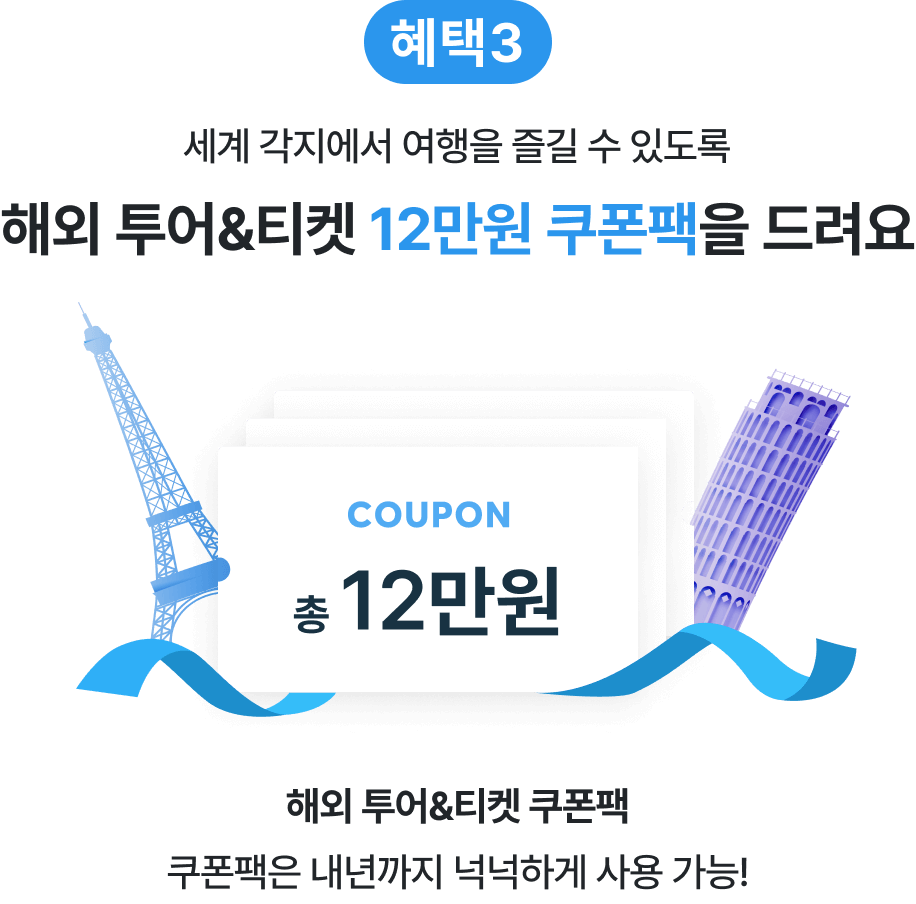 혜택3
세계 각지에서 여행을 즐길 수 있도록
해외 투어&티켓 12만원 쿠폰팩을 드려요
COUPON
총 12만원
해외 투어&티켓 쿠폰팩
쿠폰팩은 내년까지 넉넉하게 사용 가능!